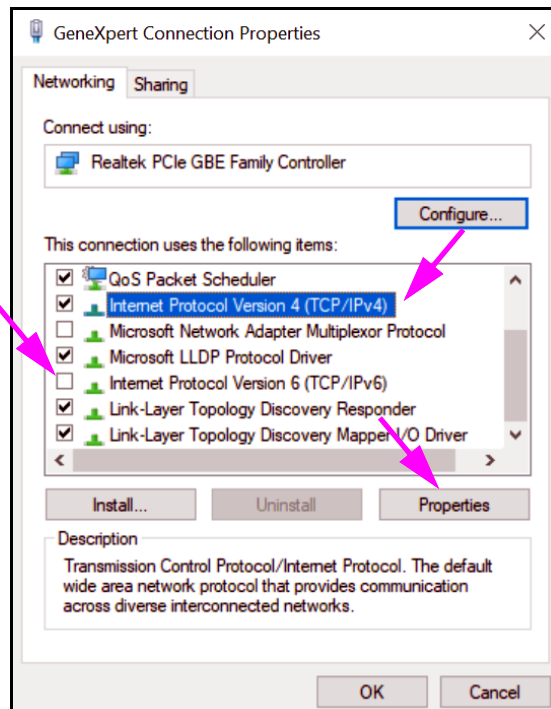 GeneXpert Connection Properties
Networking
Sharing
Connect using:
Realtek PCIe GBE Family Controller
Configure...
This connection uses the following items:
QoS Packet Scheduler
Internet Protocol Version 4 (TCP/IPv4)
Microsoft Network Adapter Multiplexor Protocol
Microsoft LLDP Protocol Driver
Internet Protocol Version 6 (TCP/IPv6)
Link-Layer Topology Discovery Responder
Link-Layer Topology Discovery Mapper I/O Driver
Install...
Uninstall
Properties
Description
Transmission Control Protocol/Internet Protocol. The default
wide area network protocol that provides communication
across diverse interconnected networks.
OK
Cancel